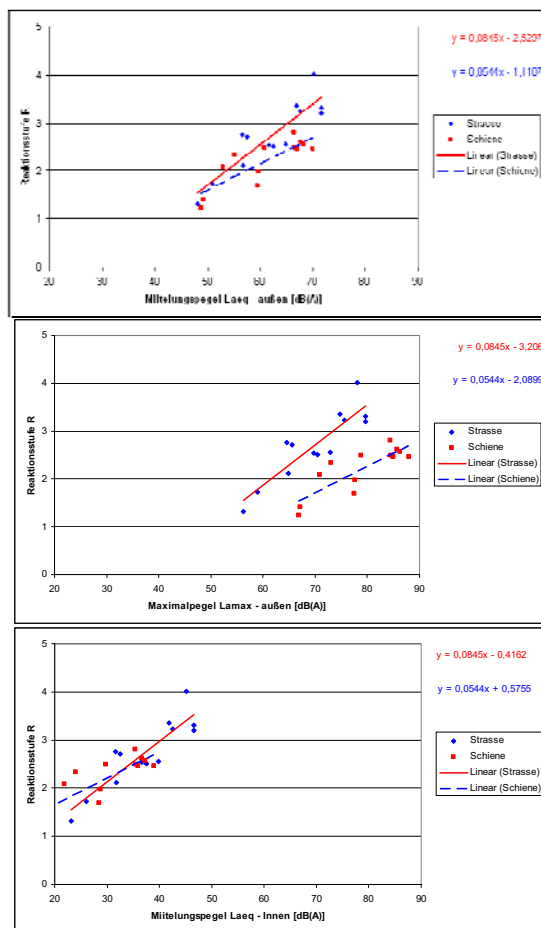 y = 0,0845x - 2,5297
y = 0,0544x - 1,1107
5
4
3
2
1
0
Reaktionsstufe R
Strasse
Schiene
Linear (Strasse)
Linear (Schiene)
20 30 40 50 60 70 80 90
Mittelungspegel Laeq - außen [dB(A)]
y = 0,0845x - 3,206
y = 0,0544x - 2,0899
5
4
3
2
1
0
Reaktionsstufe R
Strasse
Schiene
Linear (Strasse)
Linear (Schiene)
20 30 40 50 60 70 80 90
Maximalpegel Lamax - außen [dB(A)]
y = 0,0845x - 0,4162
y = 0,0544x + 0,5755
5
4
3
2
1
0
Reaktionsstufe R
Strasse
Schiene
Linear (Strasse)
Linear (Schiene)
20 30 40 50 60 70 80 90
Miitelungspegel Laeq - Innen [dB(A)]